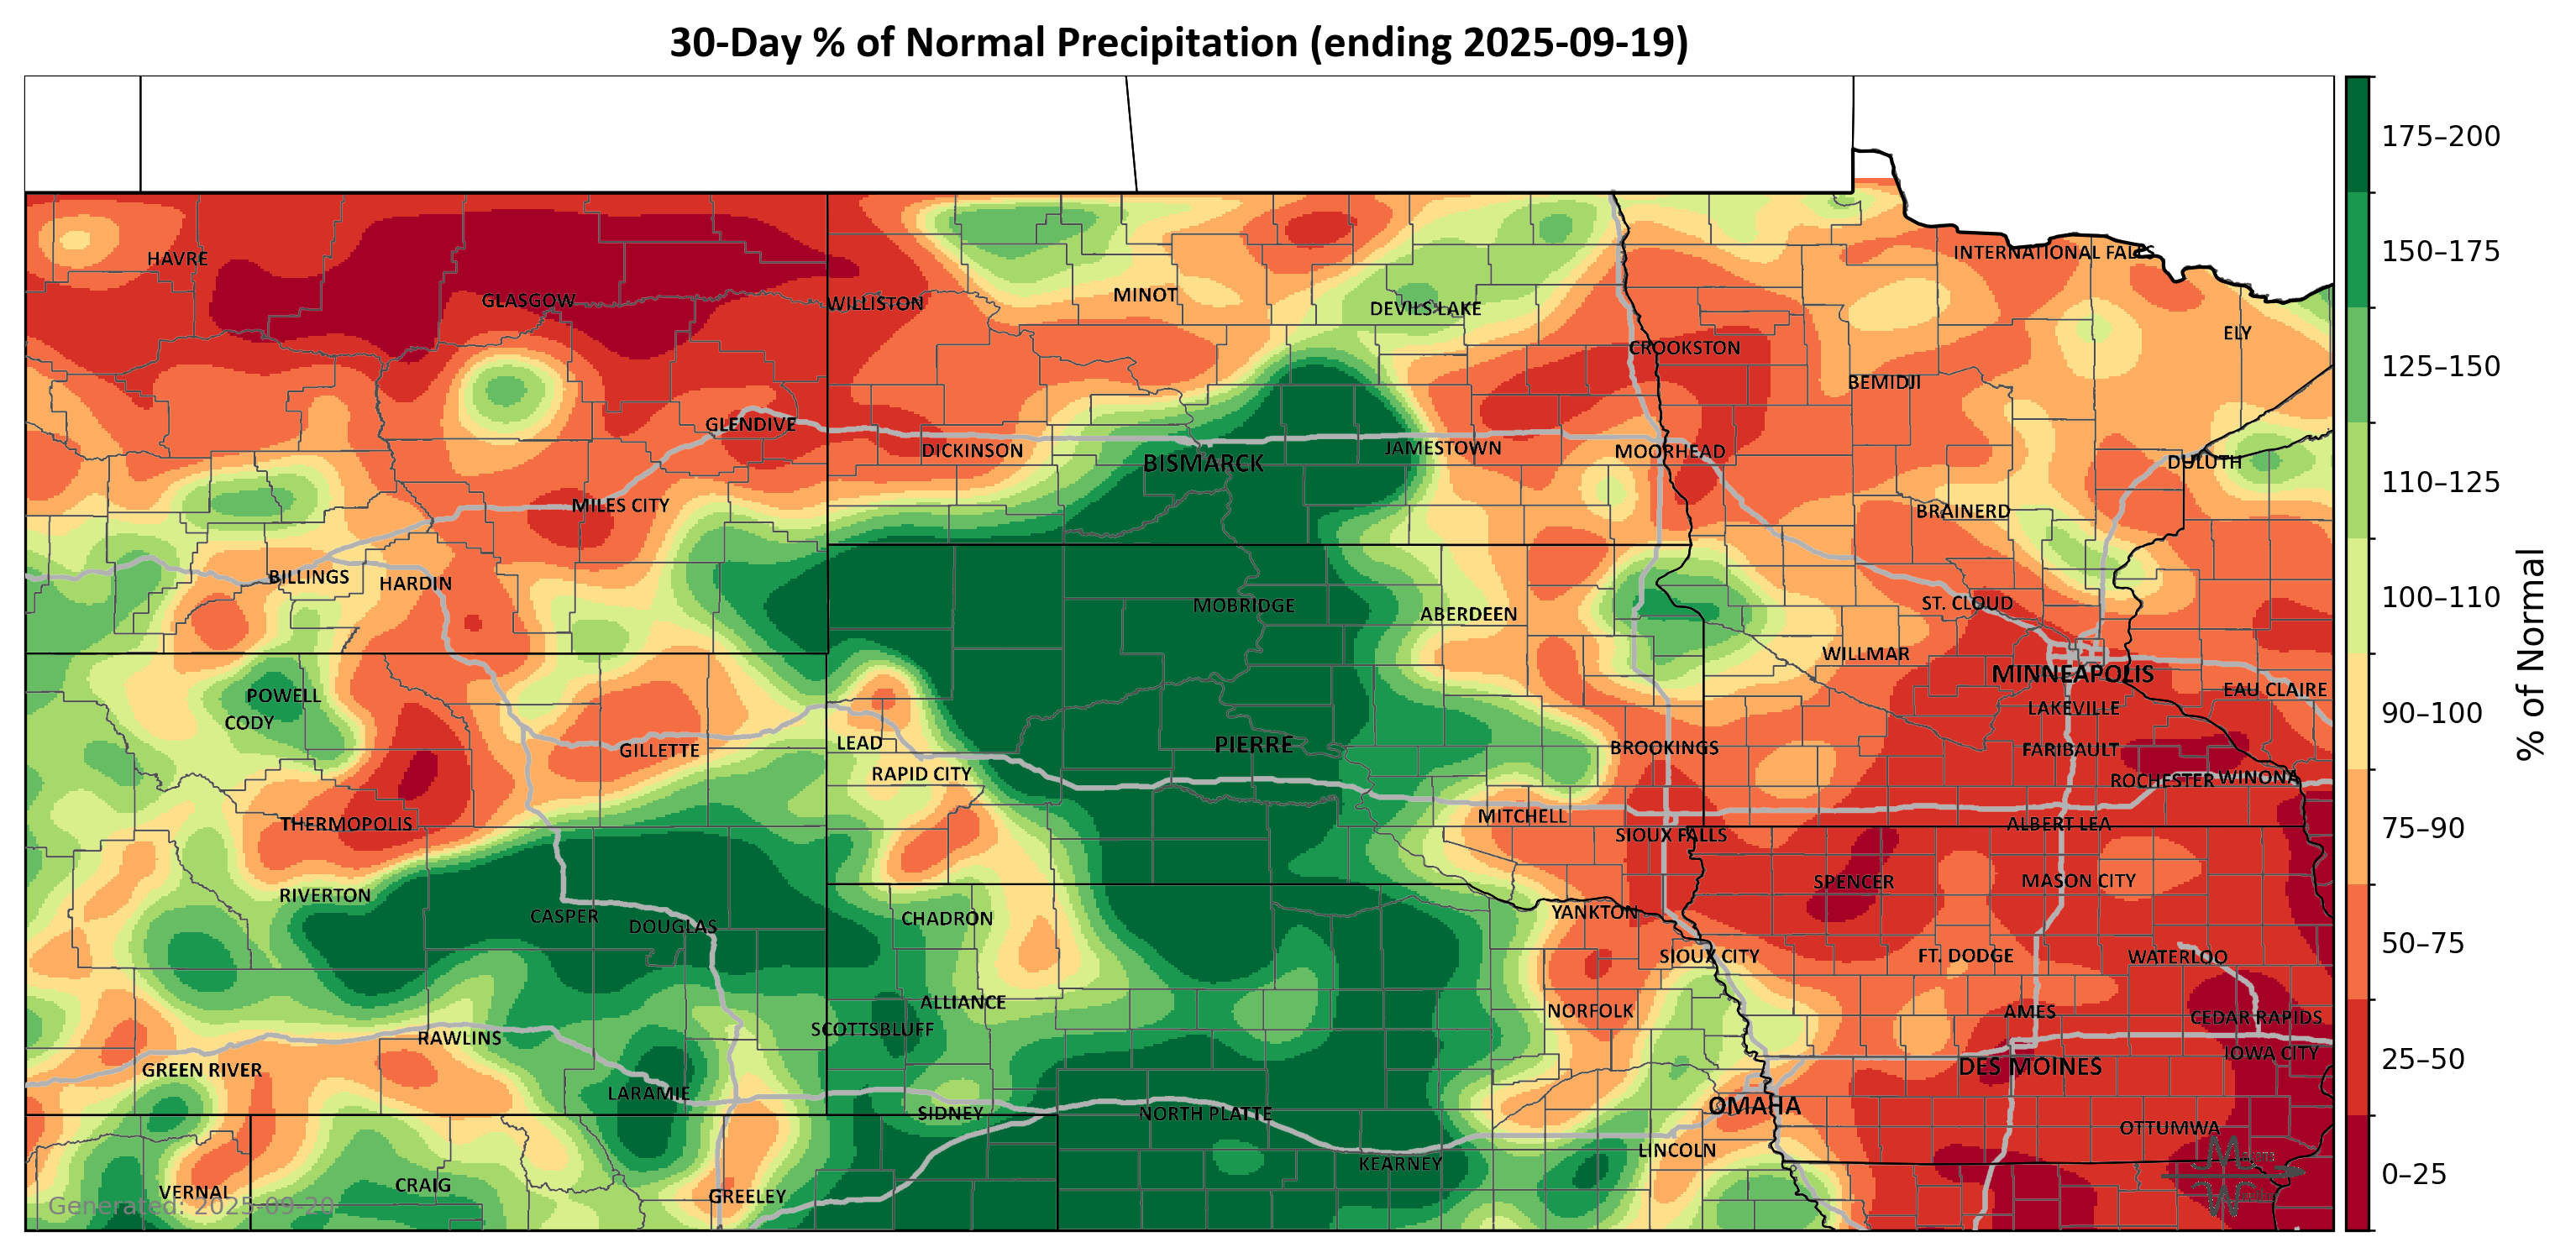 30-Day % of Normal Precipitation (ending 2025-09-19)
HAVRE
GLASGOW
WILLISTON
MINOT
DEVILS LAKE
INTERNATIONAL FALLS
ELY
CROOKSTON
BEMIDJI
GLENDIVE
DICKINSON
BISMARCK
JAMESTOWN
MOORHEAD
DULUTH
MILES CITY
BRAINERD
BILLINGS
HARDIN
MOBRIDGE
ABERDEEN
ST. CLOUD
WILLMAR
MINNEAPOLIS
EAU CLAIRE
POWELL
CODY
LAKEVILLE
GILLETTE
LEAD
PIERRE
BROOKINGS
FARIBAULT
RAPID CITY
ROCHESTER
WINONA
THERMOPOLIS
MITCHELL
SIOUX FALLS
ALBERT LEA
RIVERTON
SPENCER
MASON CITY
CASPER
DOUGLAS
CHADRON
YANKTON
SIOUX CITY
FT. DODGE
WATERLOO
ALLIANCE
NORFOLK
AMES
CEDAR RAPIDS
SCOTTSBLUFF
RAWLINS
IOWA CITY
GREEN RIVER
DES MOINES
LARAMIE
SIDNEY
NORTH PLATTE
OMAHA
OTTUMWA
LINCOLN
KEARNEY
VERNAL
CRAIG
GREELEY
Generated: 2025-09-20
175–200
150–175
125–150
110–125
100–110
90–100
75–90
50–75
25–50
0–25
% of Normal